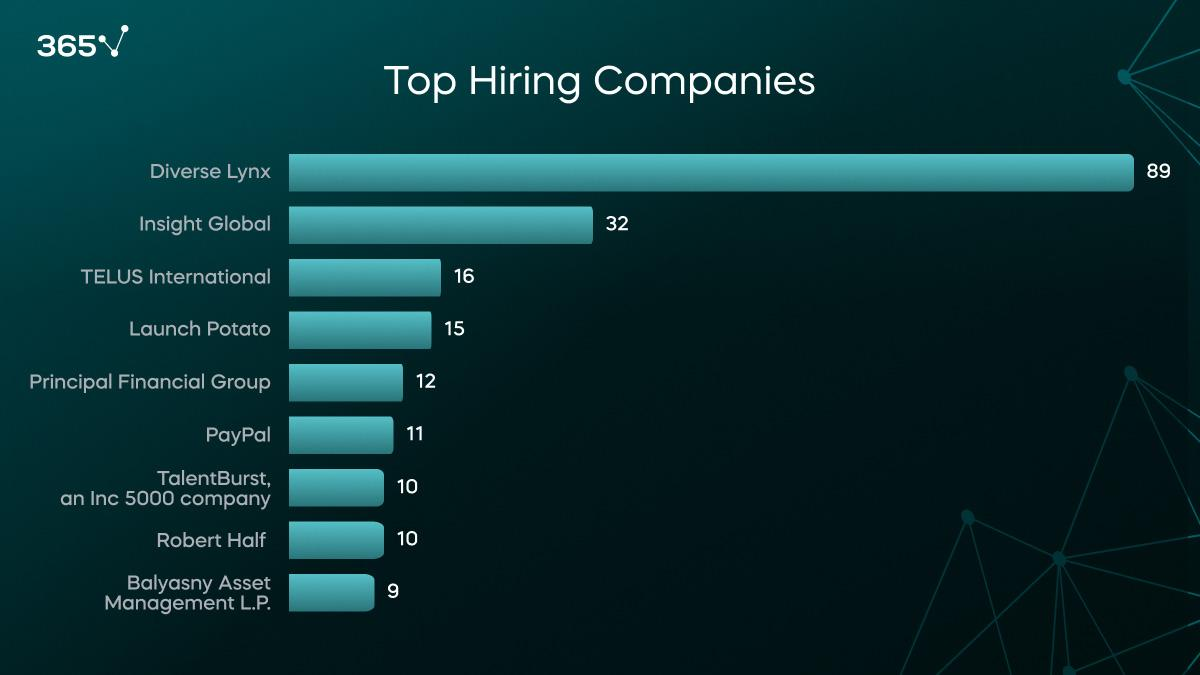 365
Top Hiring Companies
Diverse Lynx 89
Insight Global 32
TELUS International 16
Launch Potato 15
Principal Financial Group 12
PayPal 11
TalentBurst,
an Inc 5000 company 10
Robert Half 10
Balyasny Asset
Management L.P. 9